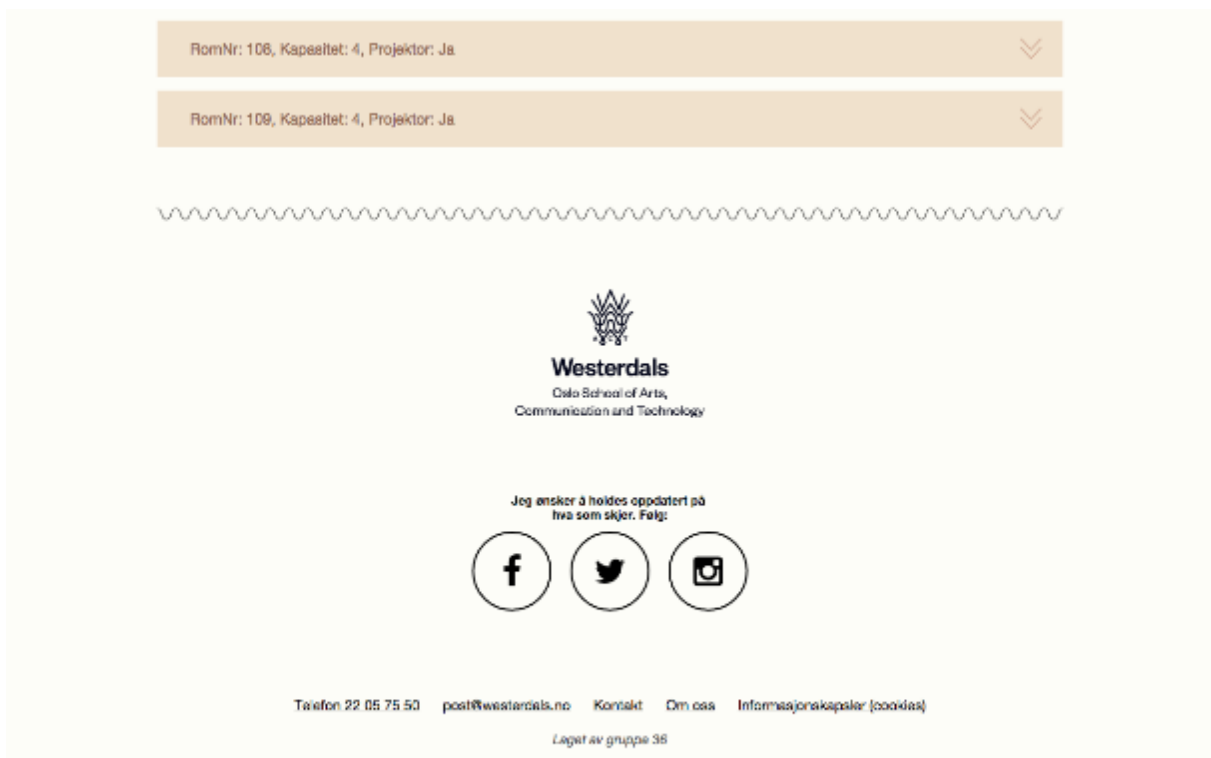 RomNr: 108, Kapasitet: 4, Projektor: Ja
RomNr: 109, Kapasitet: 4, Projektor: Ja
Westerdals
Oslo School of Arts,
Communication and Technology
Jeg ønsker å holdes oppdatert på
hva som skjer. Følg:
Telefon 22 05 75 50 post@westerdals.no Kontakt Om oss Informasjonskapsler (cookies)
Laget av gruppe 36